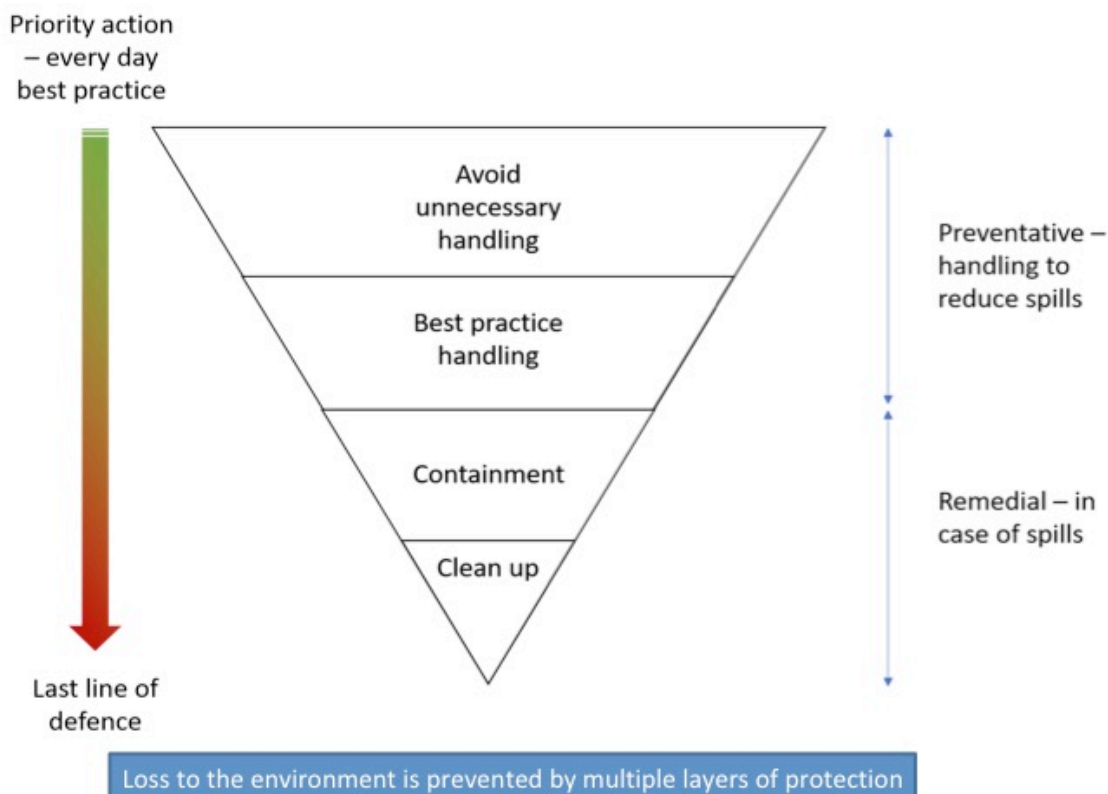 Priority action
– every day
best practice
Avoid
unnecessary
handling
Best practice
handling
Containment
Clean up
Preventative –
handling to
reduce spills
Remedial – in
case of spills
Last line of
defence
Loss to the environment is prevented by multiple layers of protection